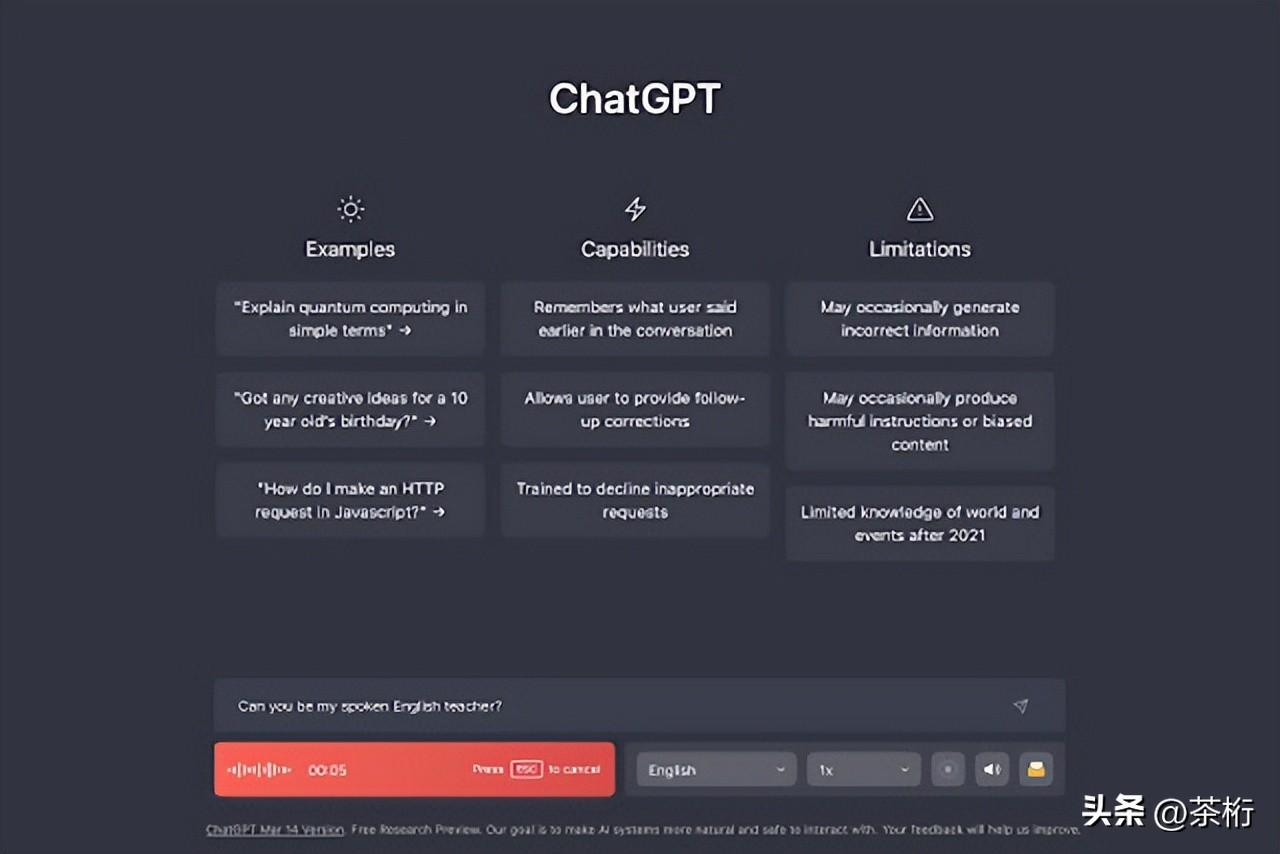 ChatGPT
Examples
"Explain quantum computing in
simple terms" →
"Got any creative ideas for a 10
year old's birthday?" →
"How do I make an HTTP
request in Javascript?" →
Capabilities
Remembers what user said
earlier in the conversation
Allows user to provide follow-
up corrections
Trained to decline inappropriate
requests
Limitations
May occasionally generate
incorrect information
May occasionally produce
harmful instructions or biased
content
Limited knowledge of world and
events after 2021
Can you be my spoken English teacher?
00:05
Press ESC to cancel
English
1x
ChatGPT Mar 14 Version. Free Research Preview. Our goal is to make AI systems more natural and safe to interact with. Your feedback will help us improve.
头条 @茶桁